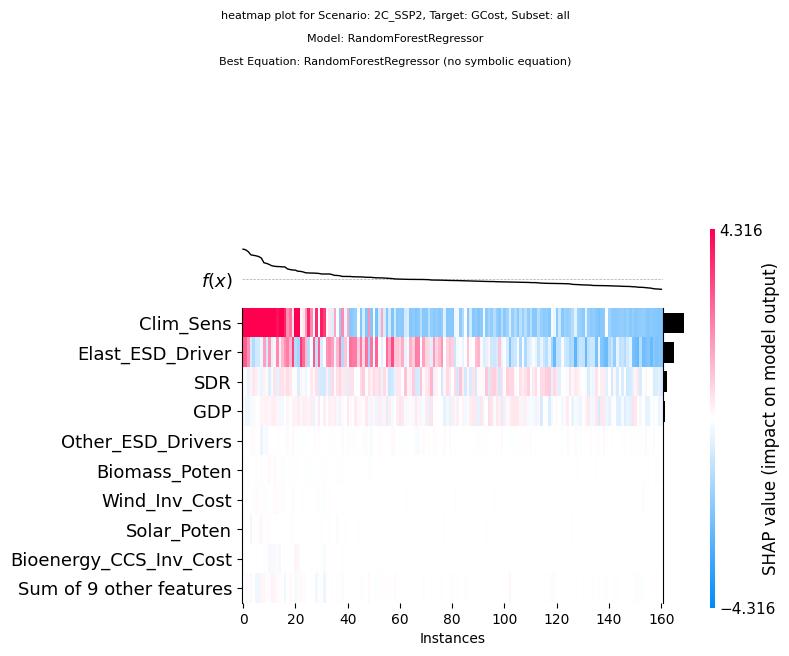 heatmap plot for Scenario: 2C_SSP2, Target: GCost, Subset: all
Model: RandomForestRegressor
Best Equation: RandomForestRegressor (no symbolic equation)
4.316
f(x)
Clim_Sens
Elast_ESD_Driver
SDR
GDP
Other_ESD_Drivers
Biomass_Poten
Wind_Inv_Cost
Solar_Poten
Bioenergy_CCS_Inv_Cost
Sum of 9 other features
SHAP value (impact on model output)
−4.316
0 20 40 60 80 100 120 140 160
Instances